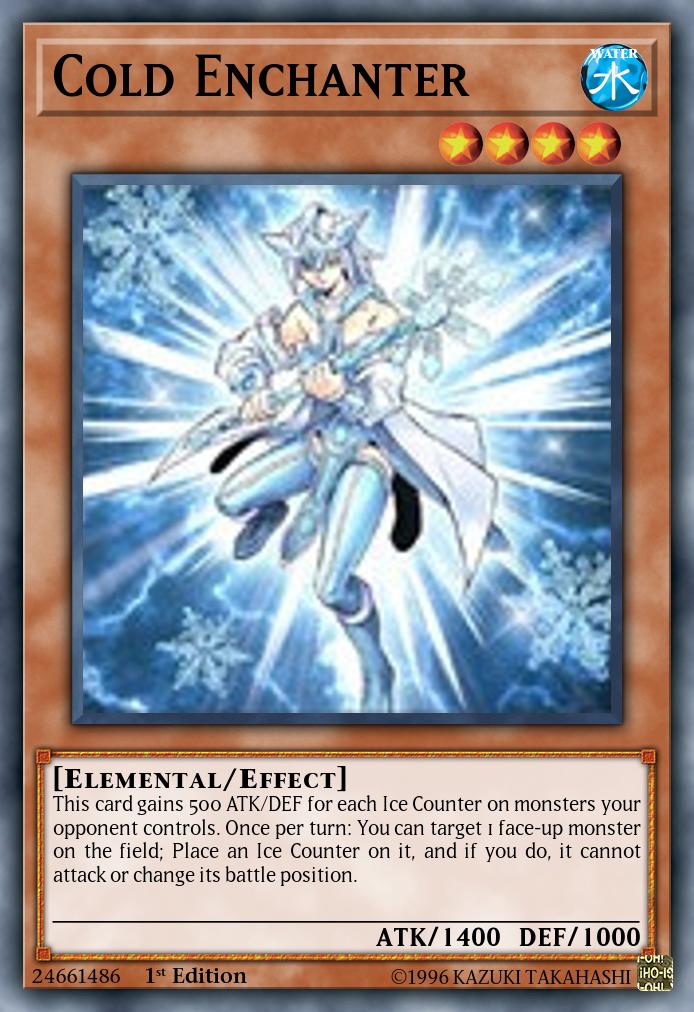 COLD ENCHANTER
WATER
水
[ELEMENTAL/EFFECT]
This card gains 500 ATK/DEF for each Ice Counter on monsters your
opponent controls. Once per turn: You can target 1 face-up monster
on the field; Place an Ice Counter on it, and if you do, it cannot
attack or change its battle position.
ATK/1400 DEF/1000
24661486 1st Edition ©1996 KAZUKI TAKAHASHI